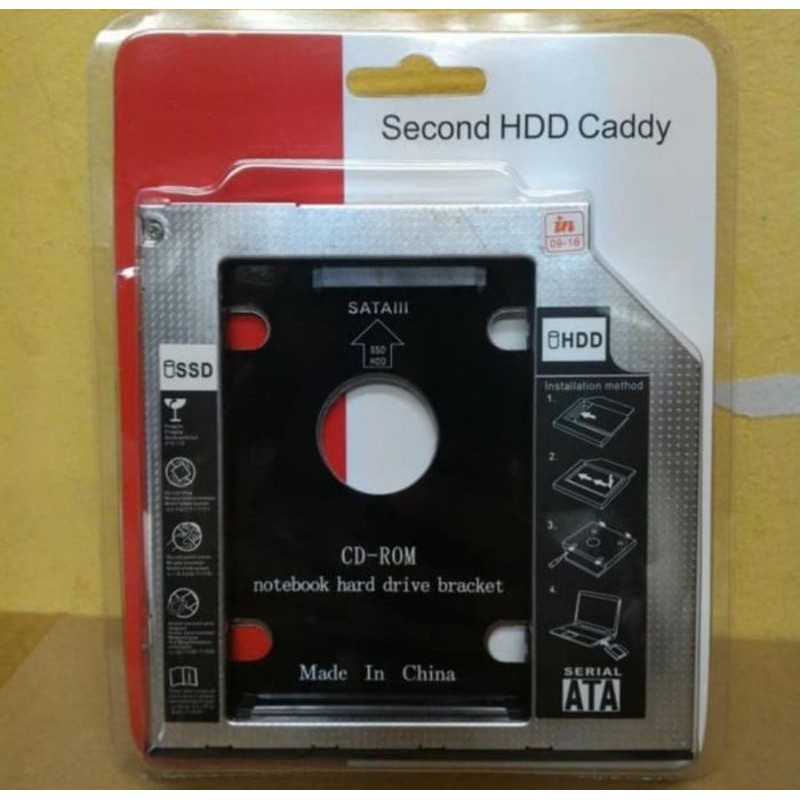 Second HDD Caddy
in
09-16
SATAIII
SSD
HDD
SSD
HDD
Installation method
1.
2.
3.
4.
CD-ROM
notebook hard drive bracket
Made In China
SERIAL
ATA